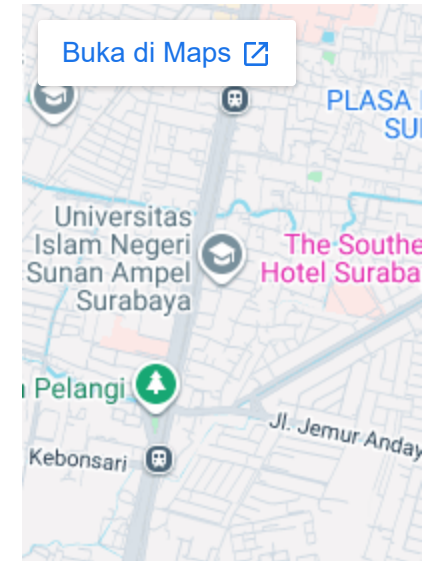 Buka di Maps
PLASA
SU
Universitas
Islam Negeri
Sunan Ampel
Surabaya
The Southe
Hotel Suraba
Pelangi
Jl. Jemur Anday
Kebonsari